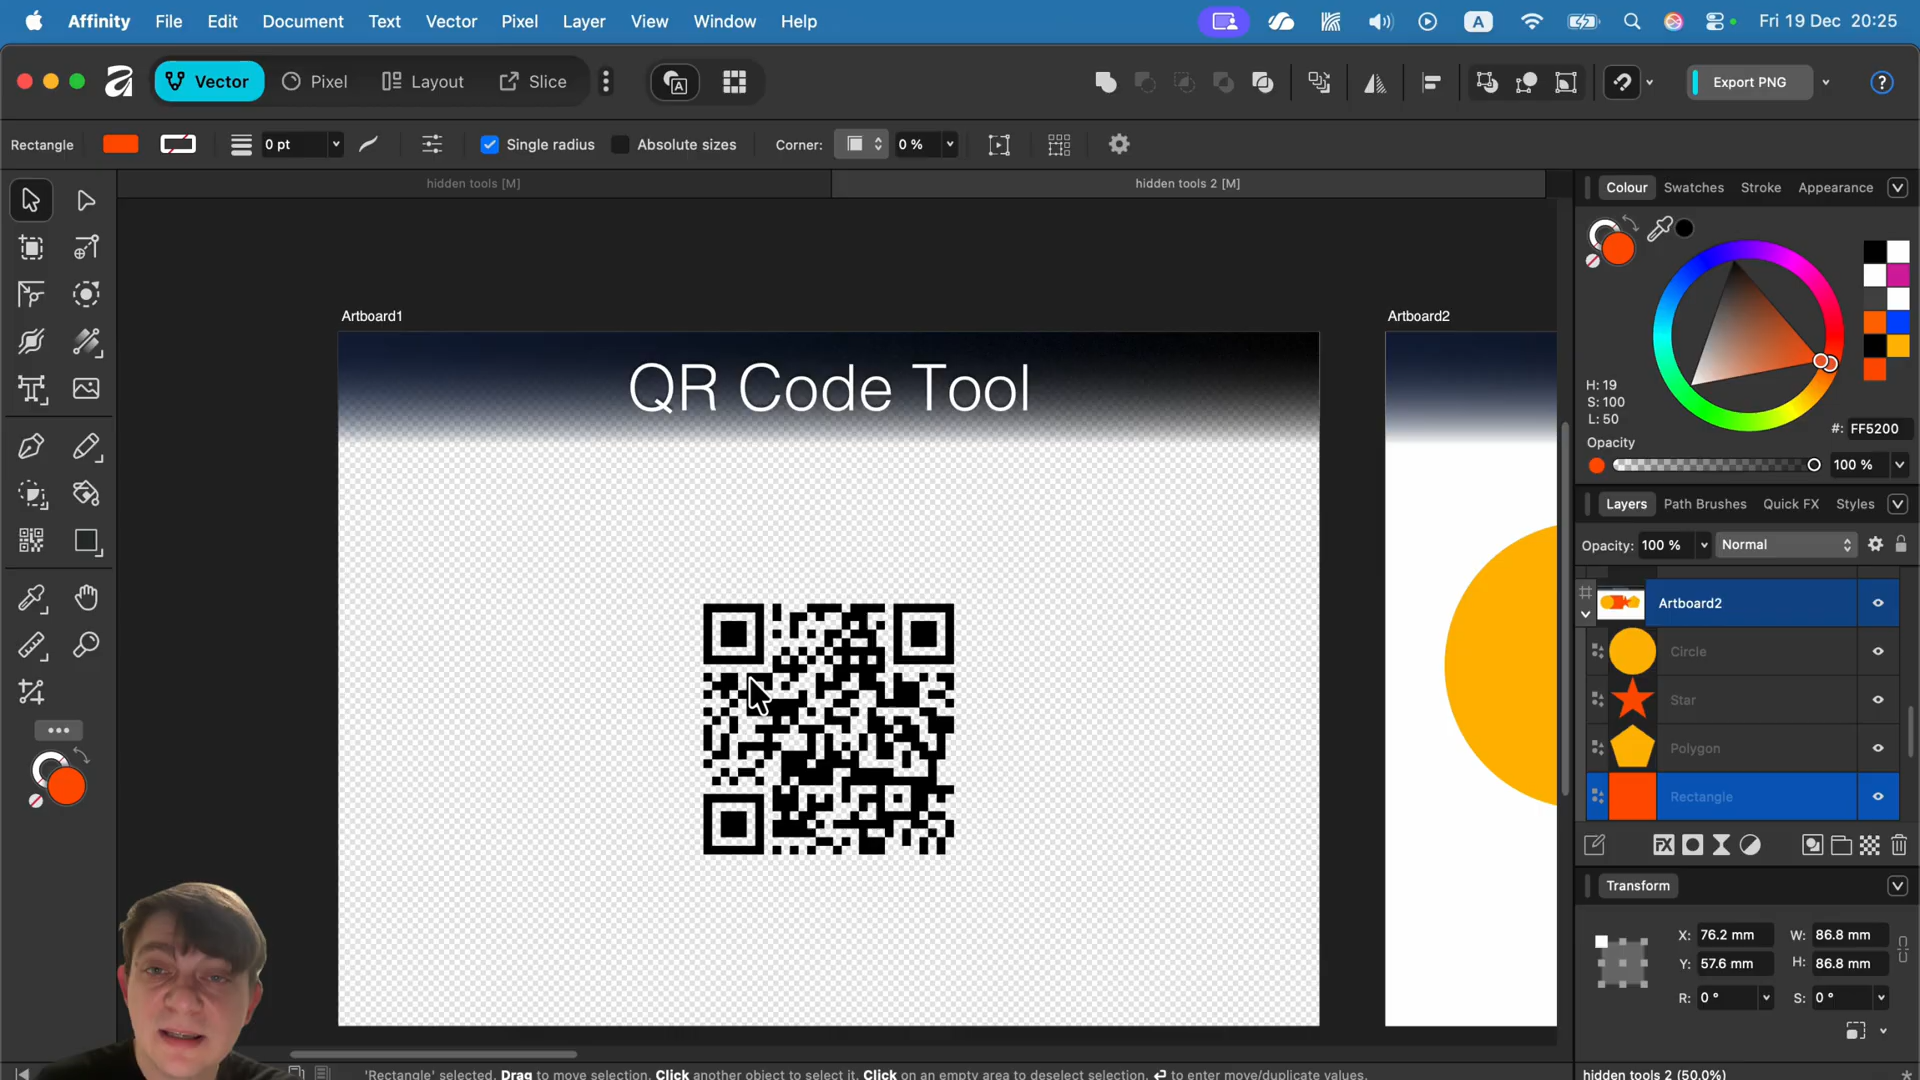 Affinity File Edit Document Text Vector Pixel Layer View Window Help A Fri 19 Dec 20:25
Vector Pixel Layout Slice A Export PNG ?
Rectangle 0 pt Single radius Absolute sizes Corner: 0 %
hidden tools [M] hidden tools 2 [M]
Colour Swatches Stroke Appearance
Artboard1 Artboard2
QR Code Tool
H: 19
S: 100
L: 50
#: FF5200
Opacity
100 %
Layers Path Brushes Quick FX Styles
Opacity: 100 % Normal
Artboard2
Circle
Star
Polygon
Rectangle
FX
Transform
X: 76.2 mm W: 86.8 mm
Y: 57.6 mm H: 86.8 mm
R: 0 ° S: 0 °
'Rectangle' selected. Drag to move selection. Click another object to select it. Click on an empty area to deselect selection. ↵ to enter move/duplicate values.
hidden tools 2 (50.0%)